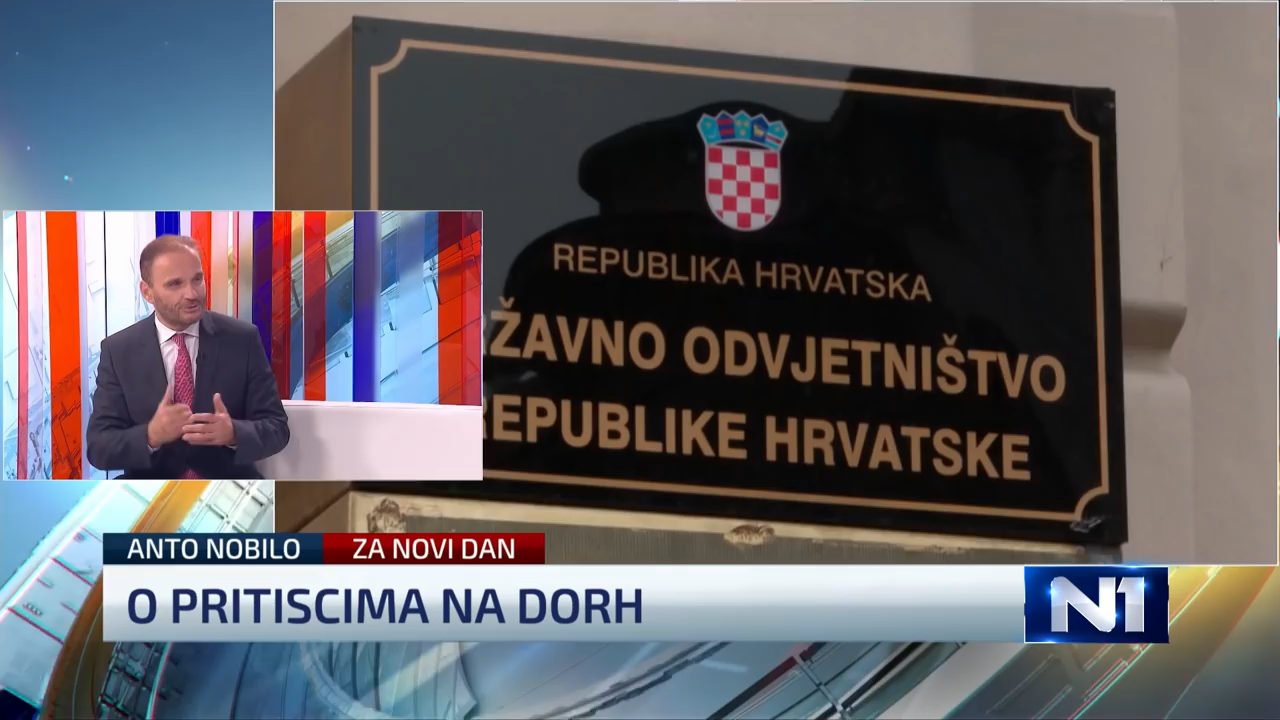 REPUBLIKA HRVATSKA
ŽAVNO ODVJETNIŠTVO
EPUBLIKE HRVATSKE
ANTO NOBILO ZA NOVI DAN
O PRITISCIMA NA DORH
N1